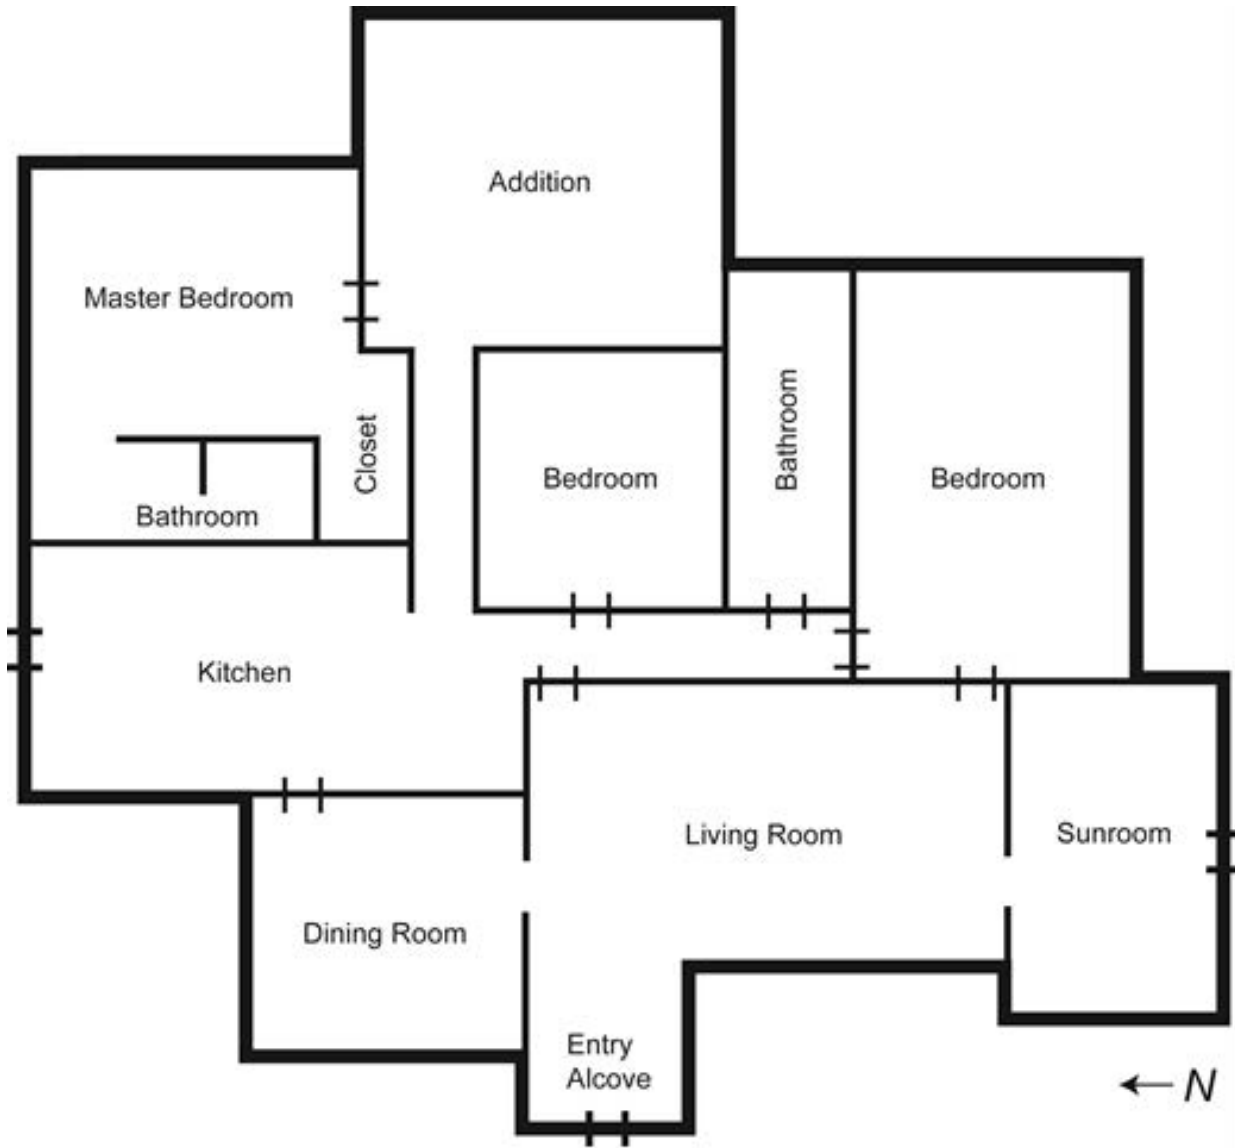 Addition
Master Bedroom
Closet
Bedroom
Bathroom
Bedroom
Bathroom
Kitchen
Living Room
Sunroom
Dining Room
Entry
Alcove
N